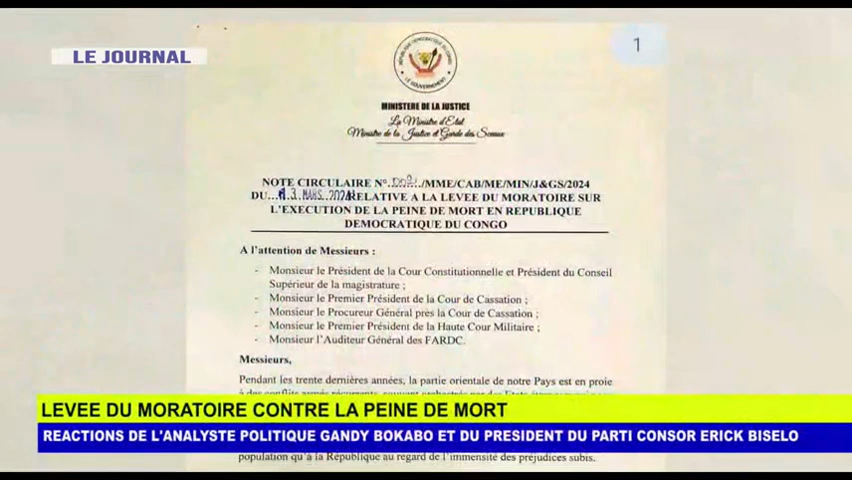 LE JOURNAL
1
REPUBLIQUE DEMOCRATIQUE DU CONGO
LE GOUVERNEMENT
MINISTERE DE LA JUSTICE
La Ministre d'Etat
Ministre de la Justice et Garde des Sceaux
NOTE CIRCULAIRE N°..002../MME/CAB/ME/MIN/J&GS/2024
DU...13 MARS 2024 RELATIVE A LA LEVEE DU MORATOIRE SUR
L'EXECUTION DE LA PEINE DE MORT EN REPUBLIQUE
DEMOCRATIQUE DU CONGO
A l'attention de Messieurs :
- Monsieur le Président de la Cour Constitutionnelle et Président du Conseil
Supérieur de la magistrature ;
- Monsieur le Premier Président de la Cour de Cassation ;
- Monsieur le Procureur Général près la Cour de Cassation ;
- Monsieur le Premier Président de la Haute Cour Militaire ;
- Monsieur l'Auditeur Général des FARDC.
Messieurs,
Pendant les trente dernières années, la partie orientale de notre Pays est en proie
LEVEE DU MORATOIRE CONTRE LA PEINE DE MORT
REACTIONS DE L'ANALYSTE POLITIQUE GANDY BOKABO ET DU PRESIDENT DU PARTI CONSOR ERICK BISELO
population qu'à la République au regard de l'immensité des préjudices subis.